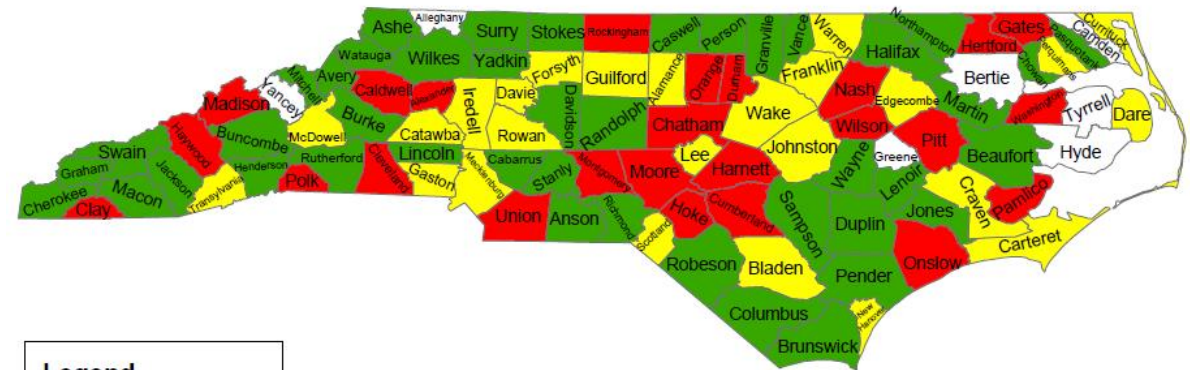 Ashe
Alleghany
Surry
Stokes
Rockingham
Caswell
Person
Granville
Vance
Warren
Halifax
Northampton
Hertford
Gates
Pasquotank
Camden
Currituck
Perquimans
Chowan
Bertie
Watauga
Wilkes
Yadkin
Forsyth
Guilford
Alamance
Orange
Durham
Franklin
Nash
Edgecombe
Martin
Washington
Tyrrell
Dare
Mitchell
Avery
Yancey
Madison
Caldwell
Alexander
Iredell
Davie
Davidson
Randolph
Chatham
Wake
Wilson
Pitt
Beaufort
Hyde
Haywood
Buncombe
McDowell
Burke
Catawba
Rowan
Lee
Johnston
Wayne
Greene
Swain
Graham
Jackson
Henderson
Rutherford
Lincoln
Cabarrus
Stanly
Montgomery
Moore
Harnett
Lenoir
Craven
Pamlico
Cherokee
Clay
Macon
Transylvania
Polk
Cleveland
Gaston
Mecklenburg
Union
Anson
Richmond
Scotland
Hoke
Cumberland
Sampson
Duplin
Jones
Carteret
Onslow
Robeson
Bladen
Pender
Columbus
New
Hanover
Brunswick
Legend